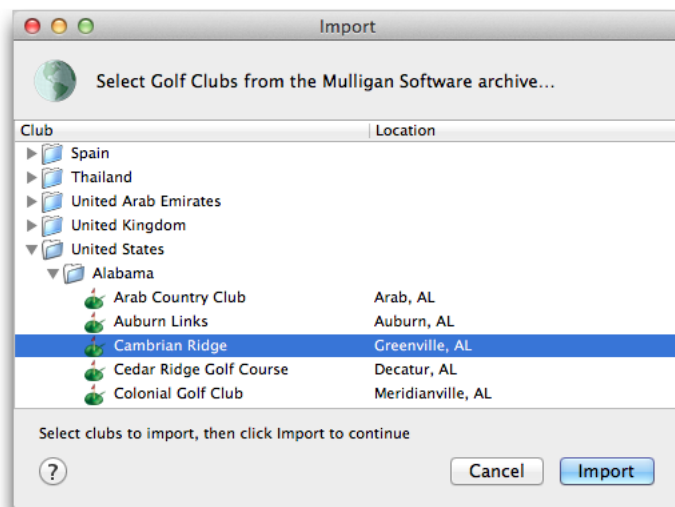 Import
Select Golf Clubs from the Mulligan Software archive...
Club Location
Spain
Thailand
United Arab Emirates
United Kingdom
United States
Alabama
Arab Country Club Arab, AL
Auburn Links Auburn, AL
Cambrian Ridge Greenville, AL
Cedar Ridge Golf Course Decatur, AL
Colonial Golf Club Meridianville, AL
Select clubs to import, then click Import to continue
? Cancel Import